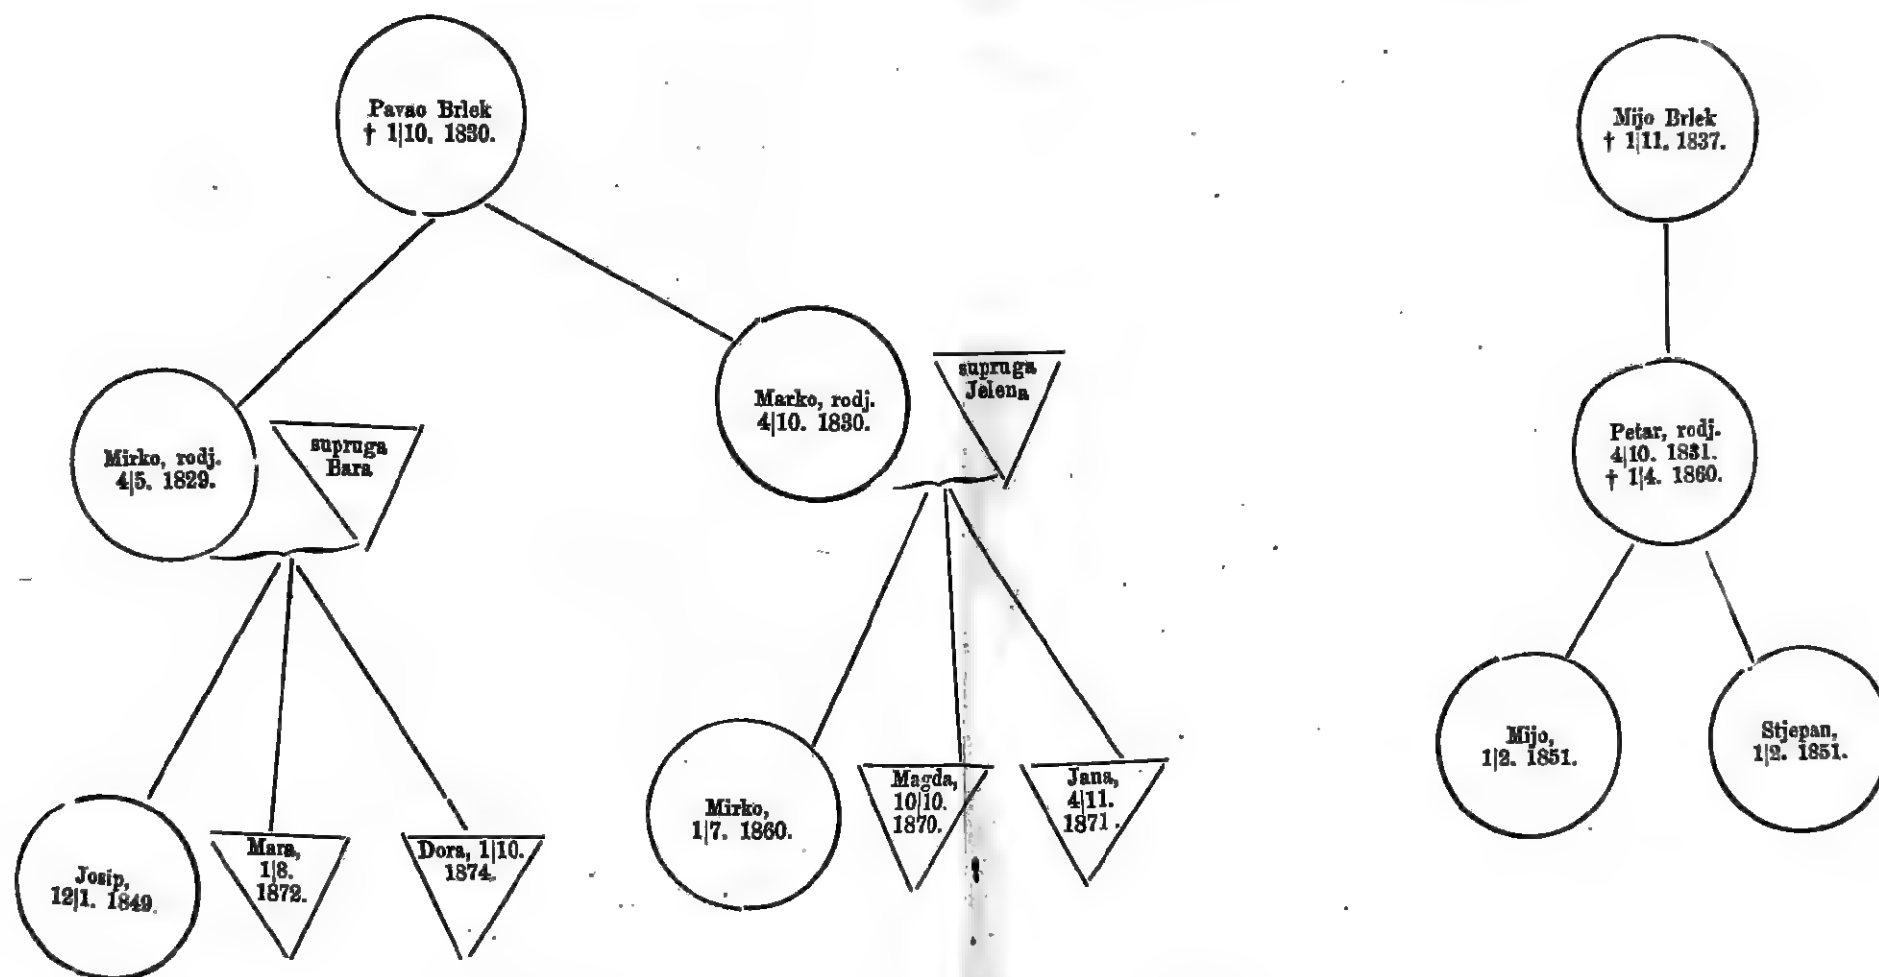 Pavao Brlek
† 1|10. 1830.
Mijo Brlek
† 1|11. 1837.
Mirko, rodj.
4|5. 1829.
supruga
Bara
Marko, rodj.
4|10. 1830.
supruga
Jelena
Petar, rodj.
4|10. 1831.
† 1|4. 1860.
Josip,
12|1. 1849.
Mara,
1|8.
1872.
Dora, 1|10.
1874.
Mirko,
1|7. 1860.
Magda,
10|10.
1870.
Jana,
4|11.
1871.
Mijo,
1|2. 1851.
Stjepan,
1|2. 1851.